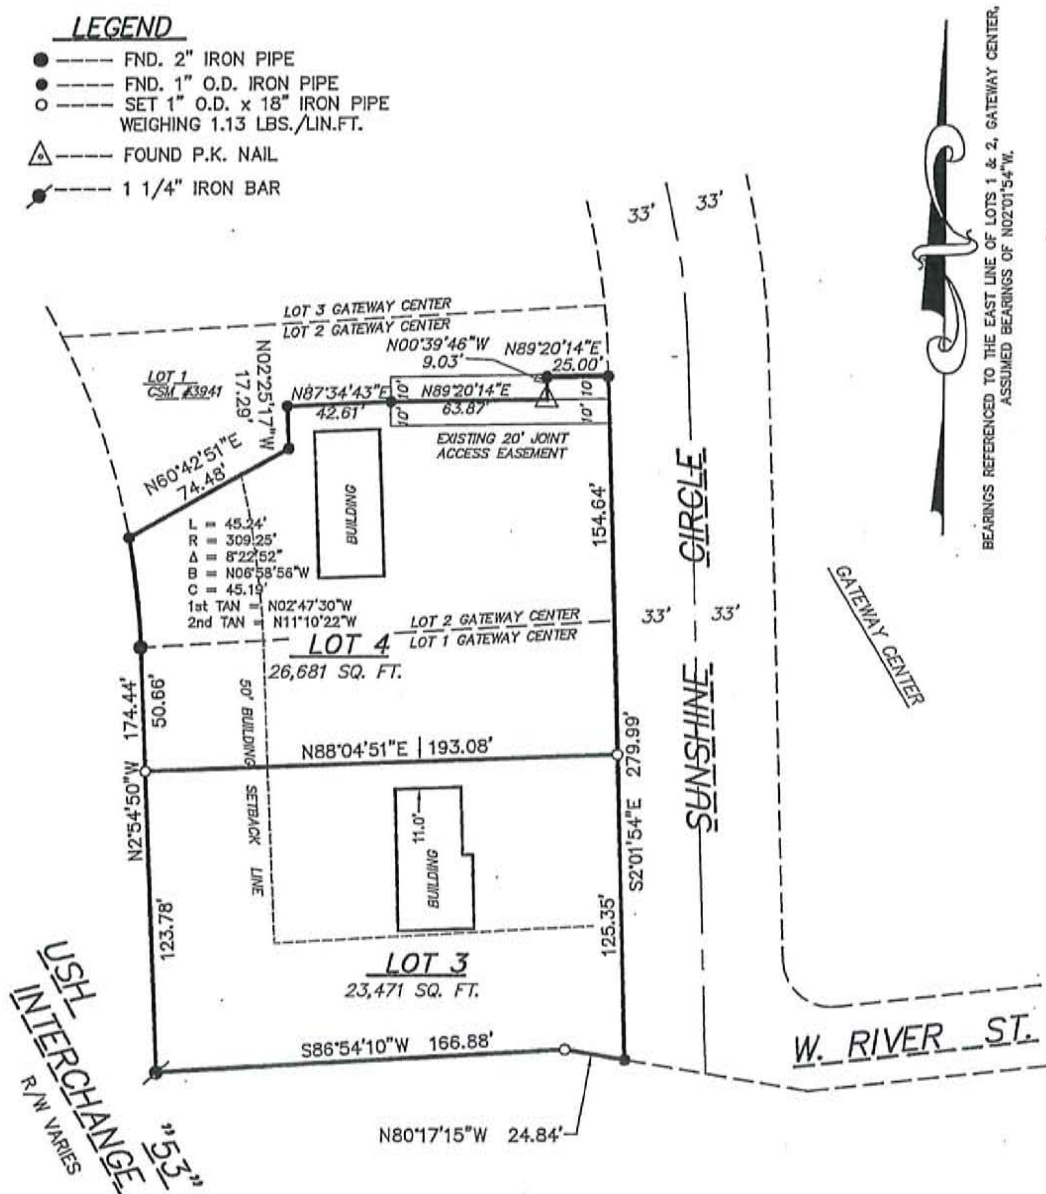 LEGEND
FND. 2" IRON PIPE
FND. 1" O.D. IRON PIPE
SET 1" O.D. x 18" IRON PIPE
WEIGHING 1.13 LBS./LIN.FT.
FOUND P.K. NAIL
1 1/4" IRON BAR
BEARINGS REFERENCED TO THE EAST LINE OF LOTS 1 & 2, GATEWAY CENTER,
ASSUMED BEARINGS OF N02°01'54"W.
33'
33'
LOT 3 GATEWAY CENTER
LOT 2 GATEWAY CENTER
N00°39'46"W
9.03'
N89°20'14"E
25.00'
LOT 1
CSM #3941
N02°25'17"W
17.29'
N87°34'43"E
42.61'
10'
10'
N89°20'14"E
63.87'
10'
10'
EXISTING 20' JOINT
ACCESS EASEMENT
N60°42'51"E
74.48'
BUILDING
L = 45.24'
R = 309.25'
Δ = 8°22'52"
B = N06°58'56"W
C = 45.19'
1st TAN = N02°47'30"W
2nd TAN = N11°10'22"W
154.64'
CIRCLE
SUNSHINE
33'
33'
GATEWAY CENTER
LOT 2 GATEWAY CENTER
LOT 1 GATEWAY CENTER
LOT 4
26,681 SQ. FT.
174.44'
50.66'
50' BUILDING SETBACK LINE
N88°04'51"E 193.08'
279.99'
N2°54'50"W
S2°01'54"E
11.0'
BUILDING
123.78'
125.35'
LOT 3
23,471 SQ. FT.
S86°54'10"W 166.88'
N80°17'15"W 24.84'
W. RIVER ST.
USH
INTERCHANGE
"53"
R/W VARIES